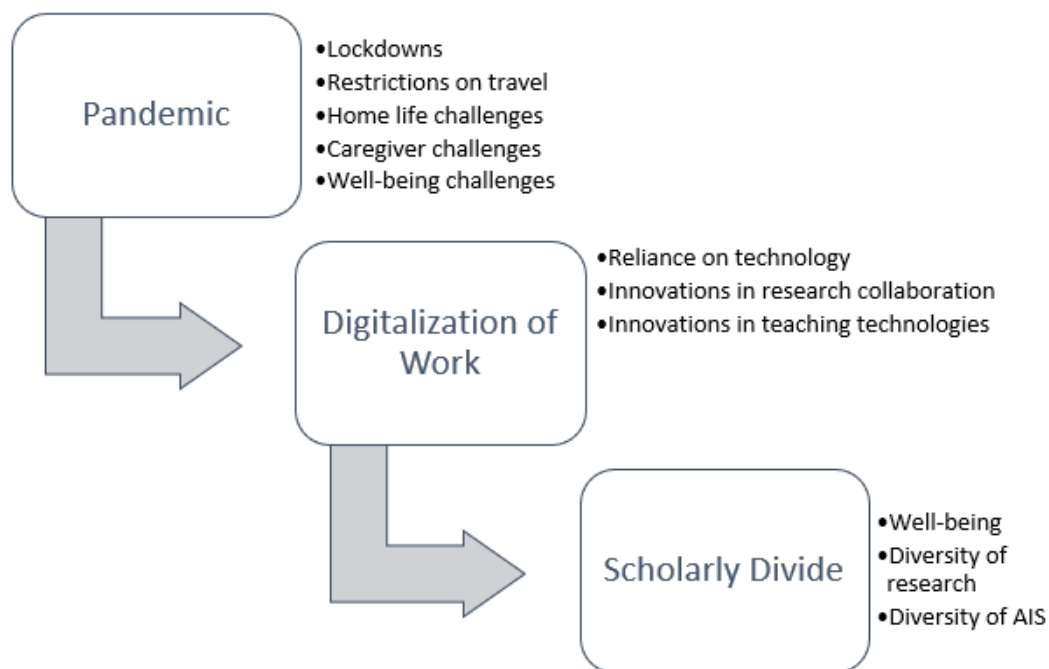 Pandemic
•Lockdowns
•Restrictions on travel
•Home life challenges
•Caregiver challenges
•Well-being challenges
Digitalization of
Work
•Reliance on technology
•Innovations in research collaboration
•Innovations in teaching technologies
Scholarly Divide
•Well-being
•Diversity of
research
•Diversity of AIS